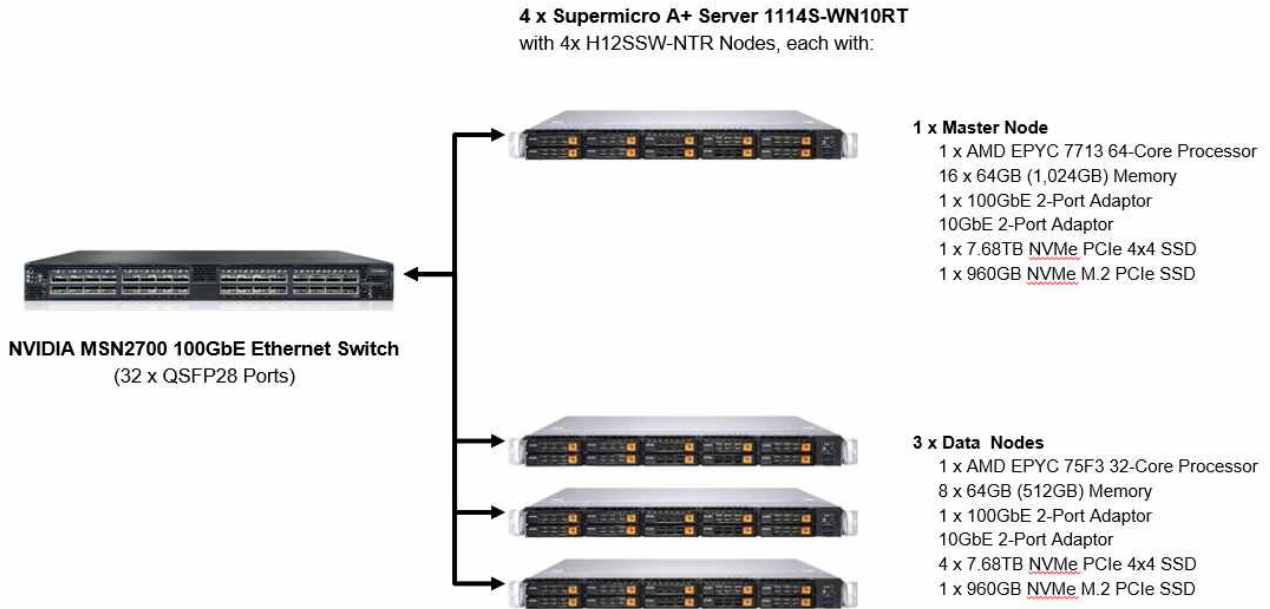 4 x Supermicro A+ Server 1114S-WN10RT
with 4x H12SSW-NTR Nodes, each with:
1 x Master Node
1 x AMD EPYC 7713 64-Core Processor
16 x 64GB (1,024GB) Memory
1 x 100GbE 2-Port Adaptor
10GbE 2-Port Adaptor
1 x 7.68TB NVMe PCIe 4x4 SSD
1 x 960GB NVMe M.2 PCIe SSD
NVIDIA MSN2700 100GbE Ethernet Switch
(32 x QSFP28 Ports)
3 x Data Nodes
1 x AMD EPYC 75F3 32-Core Processor
8 x 64GB (512GB) Memory
1 x 100GbE 2-Port Adaptor
10GbE 2-Port Adaptor
4 x 7.68TB NVMe PCIe 4x4 SSD
1 x 960GB NVMe M.2 PCIe SSD